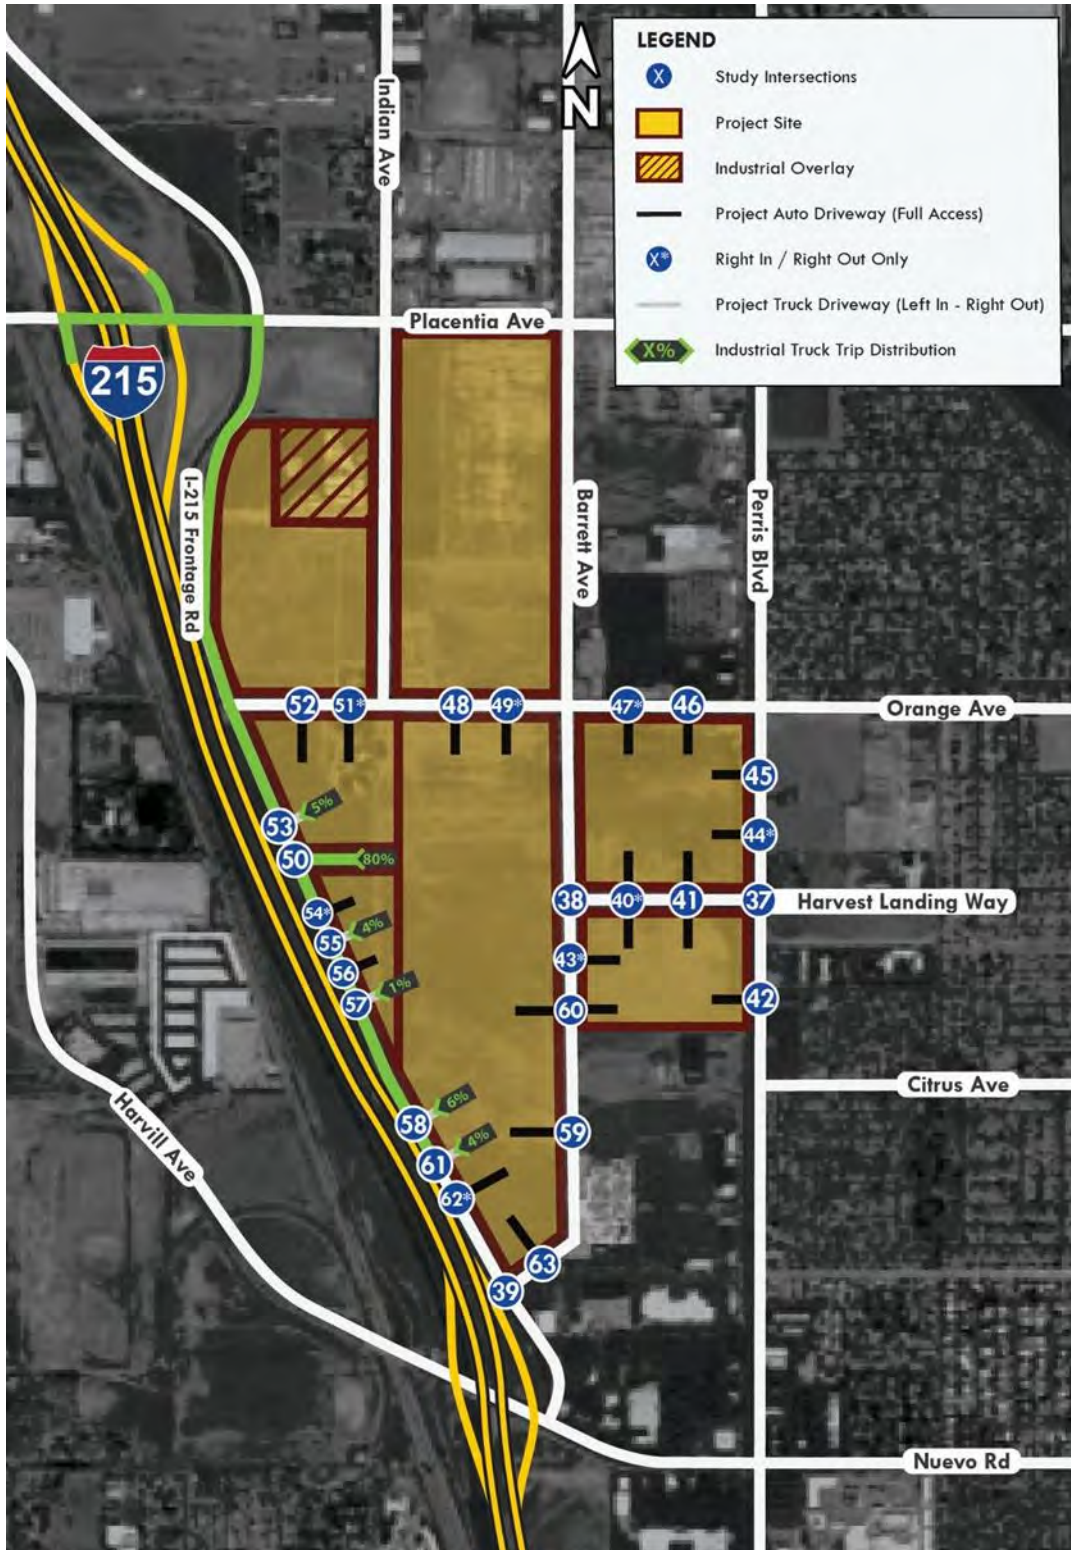 LEGEND
X Study Intersections
Project Site
Industrial Overlay
Project Auto Driveway (Full Access)
X* Right In / Right Out Only
Project Truck Driveway (Left In - Right Out)
X% Industrial Truck Trip Distribution
N
Indian Ave
Placentia Ave
215
I-215 Frontage Rd
Barrett Ave
Perris Blvd
52 51* 48 49* 47* 46
Orange Ave
45
5%
53
44*
50 80%
38 40* 41 37 Harvest Landing Way
54*
4%
55
43*
56
1%
57
42
60
Citrus Ave
6%
58
59
4%
61
Harvill Ave
62*
63
39
Nuevo Rd